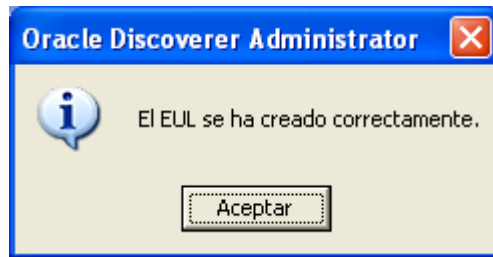 Oracle Discoverer Administrator
El EUL se ha creado correctamente.
Aceptar